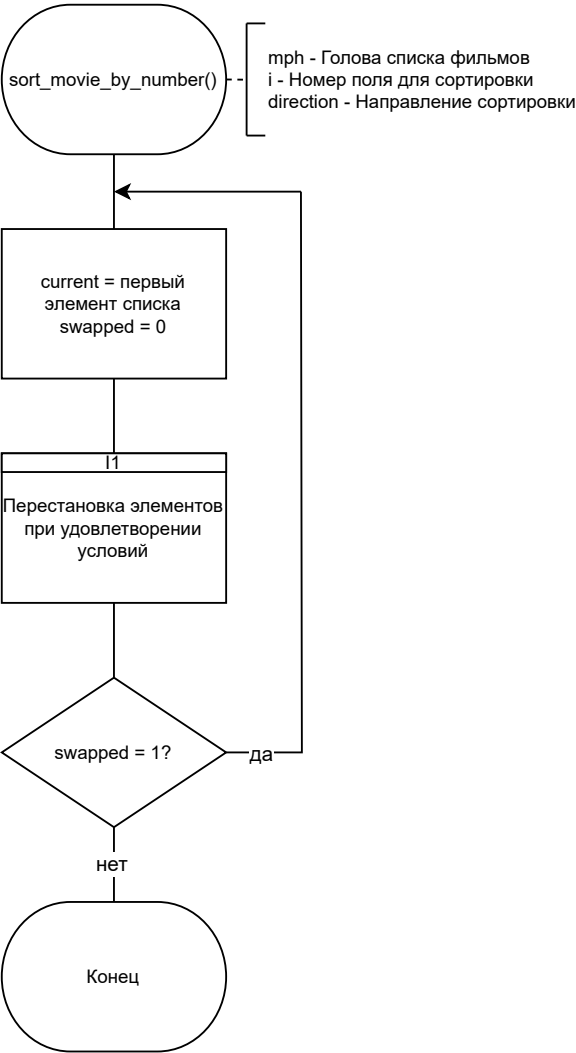 sort_movie_by_number()
mph - Голова списка фильмов
i - Номер поля для сортировки
direction - Направление сортировки
current = первый
элемент списка
swapped = 0
I1
Перестановка элементов
при удовлетворении
условий
swapped = 1?
да
нет
Конец